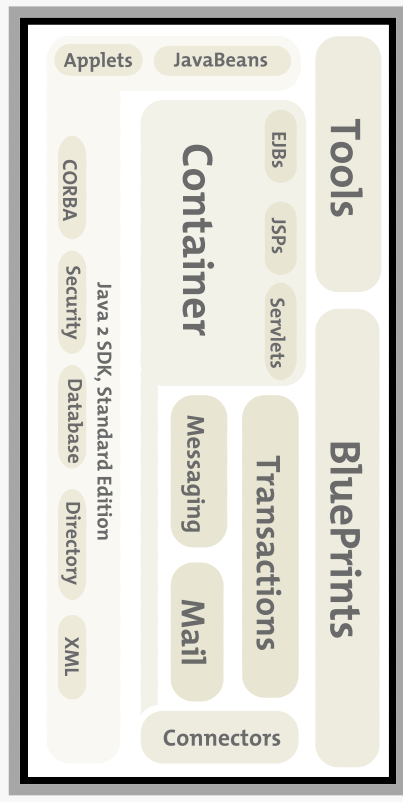 Tools
BluePrints
Applets
JavaBeans
Container
EJBs
JSPs
Servlets
Transactions
Messaging
Mail
Connectors
Java 2 SDK, Standard Edition
CORBA
Security
Database
Directory
XML